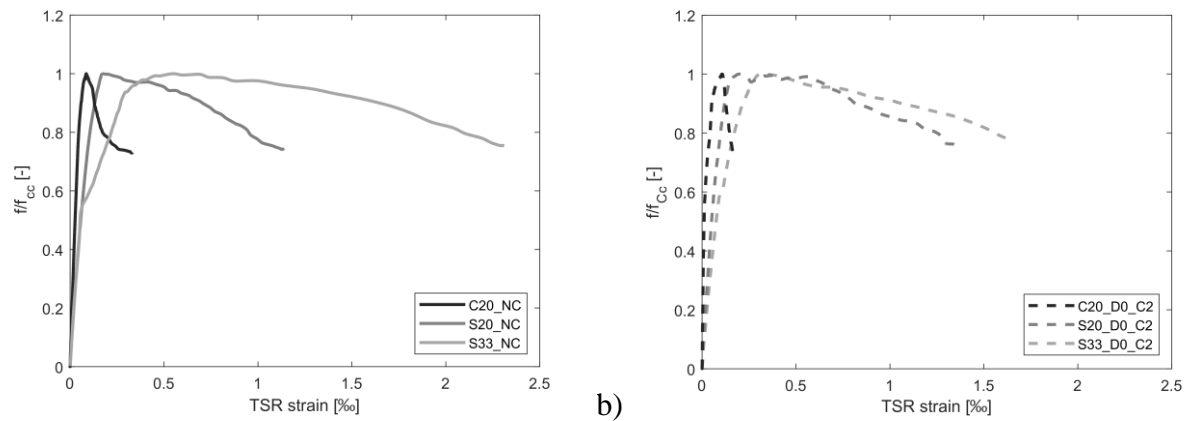 1.2
1
0.8
0.6
0.4
0.2
0
f/f_cc [-]
0 0.5 1 1.5 2 2.5
TSR strain [‰]
C20_NC
S20_NC
S33_NC
b)
1.2
1
0.8
0.6
0.4
0.2
0
f/f_Cc [-]
0 0.5 1 1.5 2 2.5
TSR strain [‰]
C20_D0_C2
S20_D0_C2
S33_D0_C2